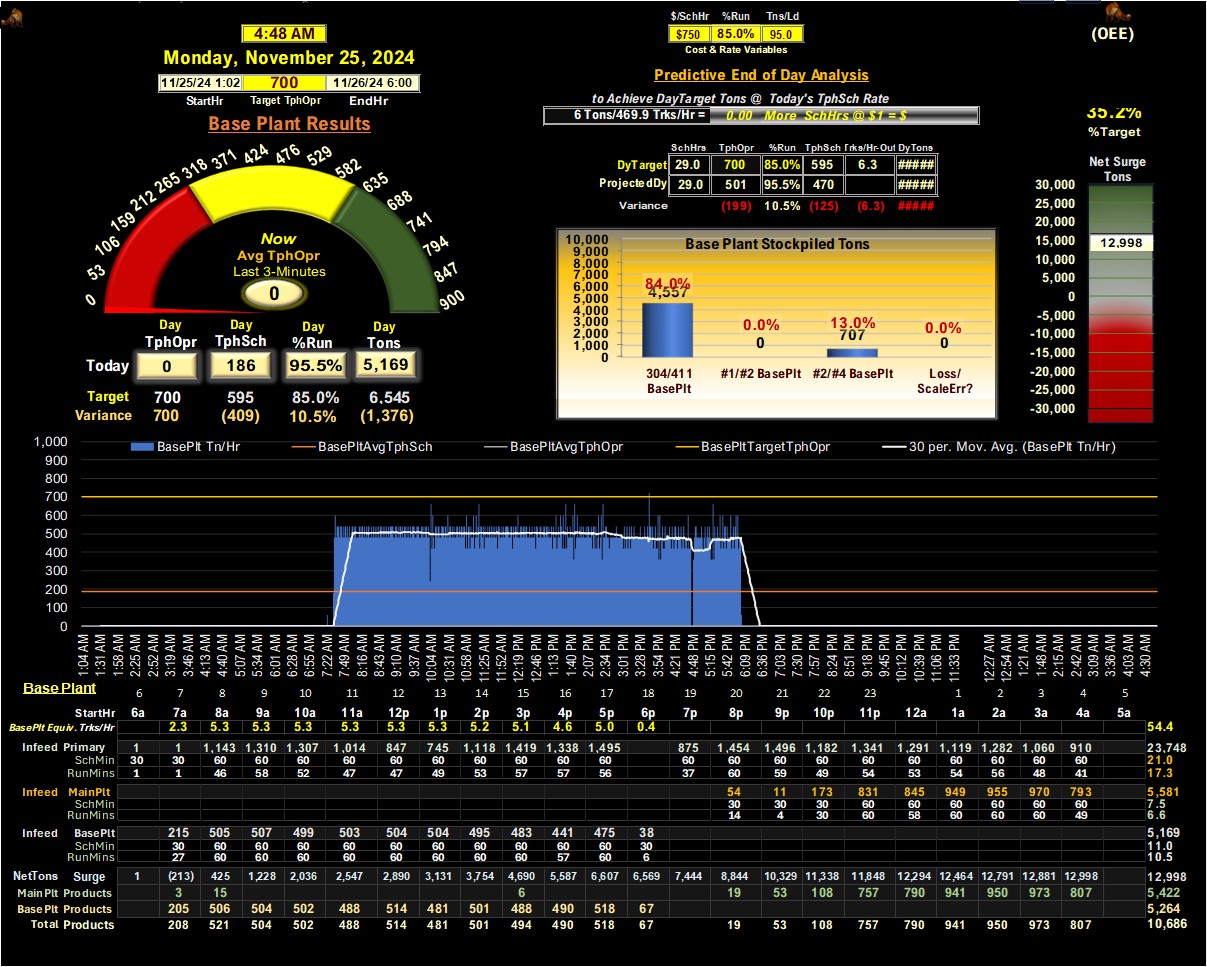 4:48 AM
Monday, November 25, 2024
11/25/24 1:02 700 11/26/24 6:00
StartHr Target TphOpr EndHr
Base Plant Results
0 53 106 159 212 265 318 371 424 476 529 582 635 688 741 794 847 900
Now
Avg TphOpr
Last 3-Minutes
0
Day Day Day Day
TphOpr TphSch %Run Tons
Today 0 186 95.5% 5,169
Target 700 595 85.0% 6,545
Variance 700 (409) 10.5% (1,376)
$/SchHr %Run Tns/Ld
$750 85.0% 95.0
Cost & Rate Variables
Predictive End of Day Analysis
to Achieve DayTarget Tons @ Today's TphSch Rate
6 Tons/469.9 Trks/Hr = 0.00 More SchHrs @ $1 = $
SchHrs TphOpr %Run TphSch Trks/Hr-Out DyTons
DyTarget 29.0 700 85.0% 595 6.3 #####
ProjectedDy 29.0 501 95.5% 470 #####
Variance (199) 10.5% (125) (6.3) #####
Base Plant Stockpiled Tons
10,000
9,000
8,000
7,000
6,000
5,000
4,000
3,000
2,000
1,000
0
84.0% 0.0% 13.0% 0.0%
4,557 0 707 0
304/411 BasePlt #1/#2 BasePlt #2/#4 BasePlt Loss/ ScaleErr?
(OEE)
35.2%
%Target
Net Surge
Tons
30,000
25,000
20,000
15,000
12,998
10,000
5,000
0
-5,000
-10,000
-15,000
-20,000
-25,000
-30,000
BasePlt Tn/Hr BasePltAvgTphSch BasePltAvgTphOpr BasePltTargetTphOpr 30 per. Mov. Avg. (BasePlt Tn/Hr)
1,000
900
800
700
600
500
400
300
200
100
0
1:04 AM 1:31 AM 1:58 AM 2:25 AM 2:52 AM 3:19 AM 3:46 AM 4:13 AM 4:40 AM 5:07 AM 5:34 AM 6:01 AM 6:28 AM 6:55 AM 7:22 AM 7:49 AM 8:16 AM 8:43 AM 9:10 AM 9:37 AM 10:04 AM 10:31 AM 10:58 AM 11:25 AM 11:52 AM 12:19 PM 12:46 PM 1:13 PM 1:40 PM 2:07 PM 2:34 PM 3:01 PM 3:28 PM 3:54 PM 4:21 PM 4:48 PM 5:15 PM 5:42 PM 6:09 PM 6:36 PM 7:03 PM 7:30 PM 7:57 PM 8:24 PM 8:51 PM 9:18 PM 9:45 PM 10:12 PM 10:39 PM 11:06 PM 11:33 PM 12:27 AM 12:54 AM 1:21 AM 1:48 AM 2:15 AM 2:42 AM 3:09 AM 3:36 AM 4:03 AM 4:30 AM
Base Plant 6 7 8 9 10 11 12 13 14 15 16 17 18 19 20 21 22 23 1 2 3 4 5
StartHr 6a 7a 8a 9a 10a 11a 12p 1p 2p 3p 4p 5p 6p 7p 8p 9p 10p 11p 12a 1a 2a 3a 4a 5a
BasePlt Equiv. Trks/Hr 2.3 5.3 5.3 5.3 5.3 5.3 5.3 5.2 5.1 4.6 5.0 0.4 54.4
Infeed Primary 1 1 1,143 1,310 1,307 1,014 847 745 1,118 1,419 1,338 1,495 875 1,454 1,496 1,182 1,341 1,291 1,119 1,282 1,060 910 23,748
SchMin 30 30 60 60 60 60 60 60 60 60 60 60 60 60 60 60 60 60 60 60 60 60 21.0
RunMins 1 1 46 58 52 47 47 49 53 57 57 56 37 60 59 49 54 53 54 56 48 41 17.3
Infeed MainPlt 54 11 173 831 845 949 955 970 793 5,581
SchMin 30 30 30 60 60 60 60 60 60 7.5
RunMins 14 4 30 60 58 60 60 60 49 6.6
Infeed BasePlt 215 505 507 499 503 504 504 495 483 441 475 38 5,169
SchMin 30 60 60 60 60 60 60 60 60 60 60 30 11.0
RunMins 27 60 60 60 60 60 60 60 60 57 60 6 10.5
NetTons Surge 1 (213) 425 1,228 2,036 2,547 2,890 3,131 3,754 4,690 5,587 6,607 6,569 7,444 8,844 10,329 11,338 11,848 12,294 12,464 12,791 12,881 12,998 12,998
MainPlt Products 3 15 6 19 53 108 757 790 941 950 973 807 5,422
BasePlt Products 205 506 504 502 488 514 481 501 488 490 518 67 5,264
Total Products 208 521 504 502 488 514 481 501 494 490 518 67 19 53 108 757 790 941 950 973 807 10,686